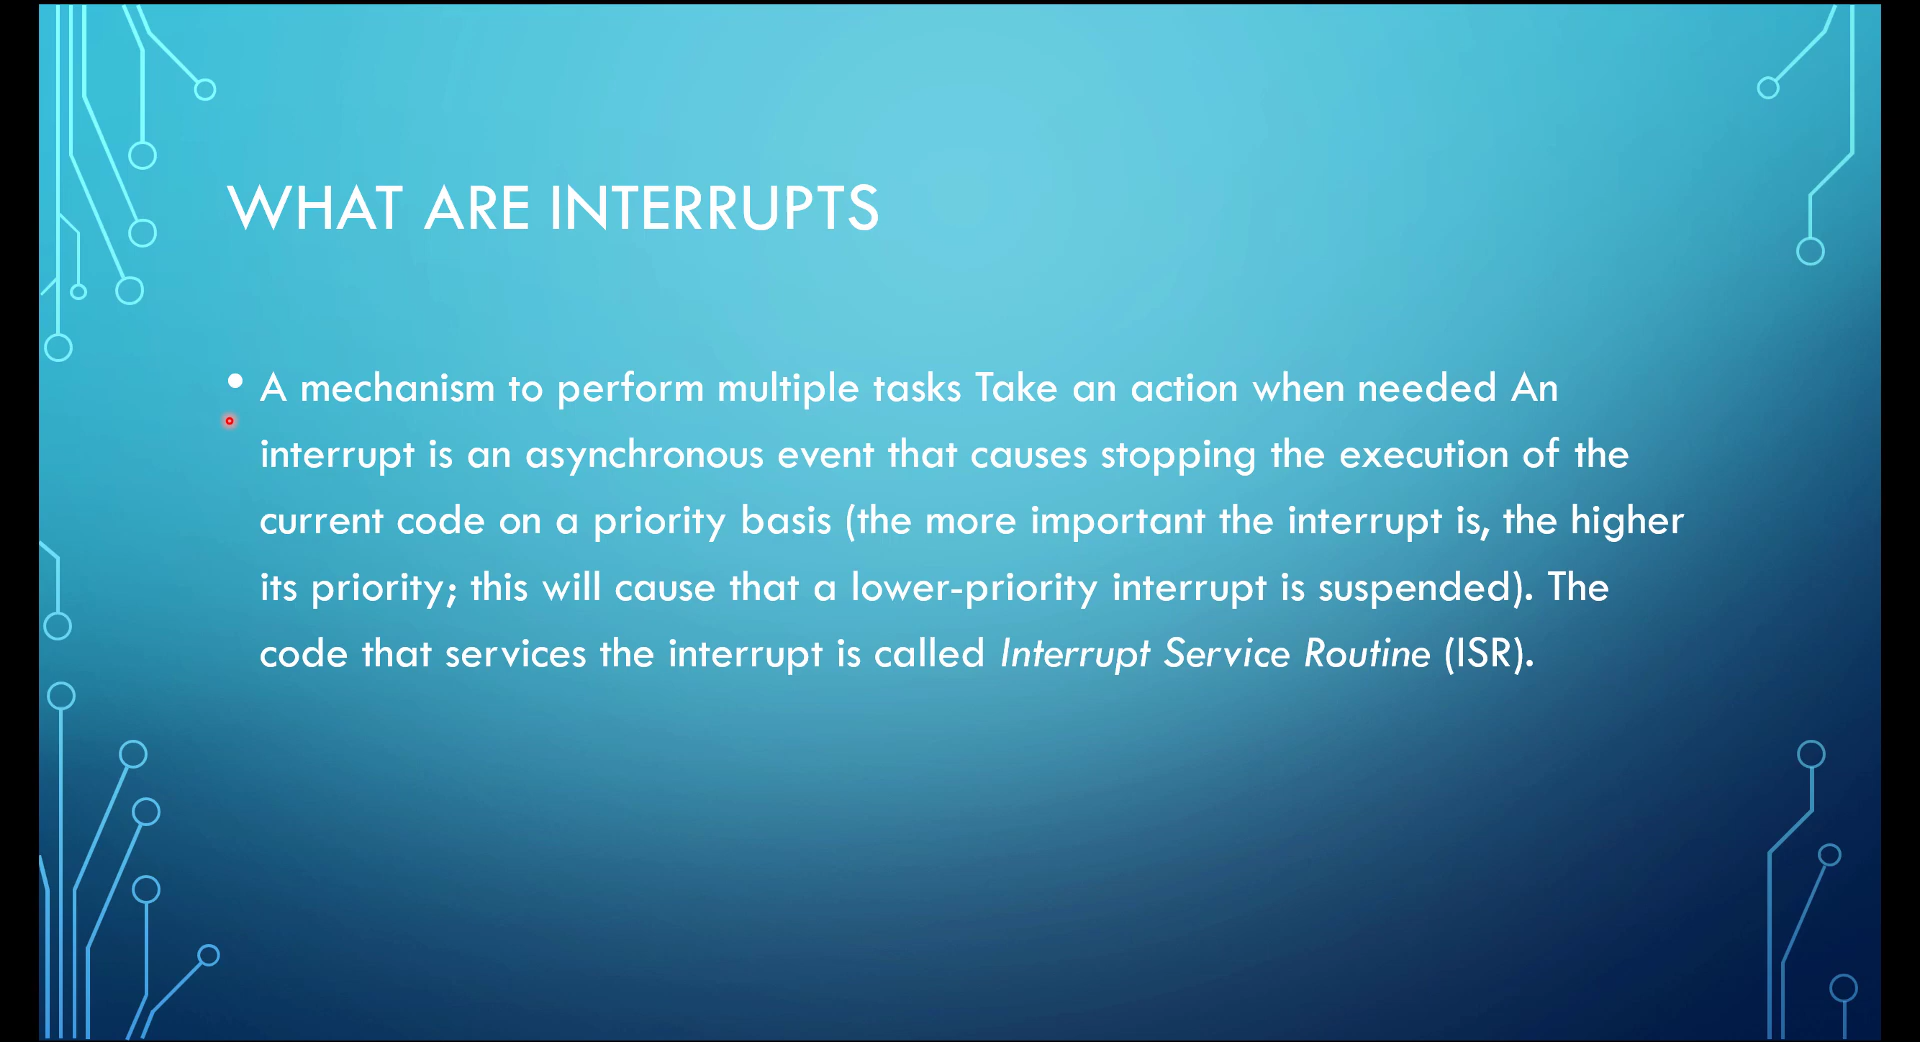 WHAT ARE INTERRUPTS
• A mechanism to perform multiple tasks Take an action when needed An
interrupt is an asynchronous event that causes stopping the execution of the
current code on a priority basis (the more important the interrupt is, the higher
its priority; this will cause that a lower-priority interrupt is suspended). The
code that services the interrupt is called Interrupt Service Routine (ISR).